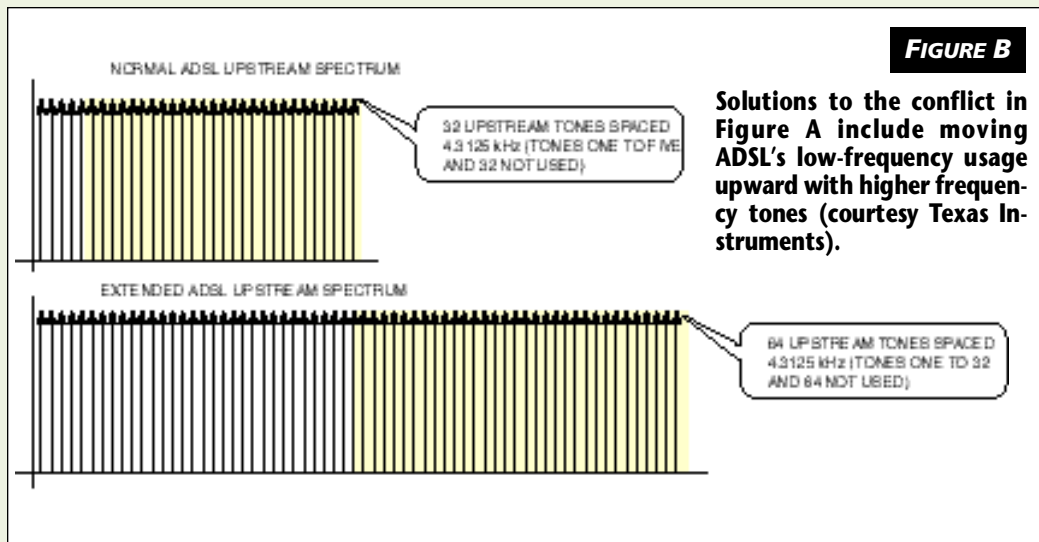 FIGURE B
Solutions to the conflict in
Figure A include moving
ADSL's low-frequency usage
upward with higher frequen-
cy tones (courtesy Texas In-
struments).
NORMAL ADSL UPSTREAM SPECTRUM
32 UPSTREAM TONES SPACED
4.3125 kHz (TONES ONE TO FIVE
AND 32 NOT USED)
EXTENDED ADSL UPSTREAM SPECTRUM
64 UPSTREAM TONES SPACED
4.3125 kHz (TONES ONE TO 32
AND 64 NOT USED)